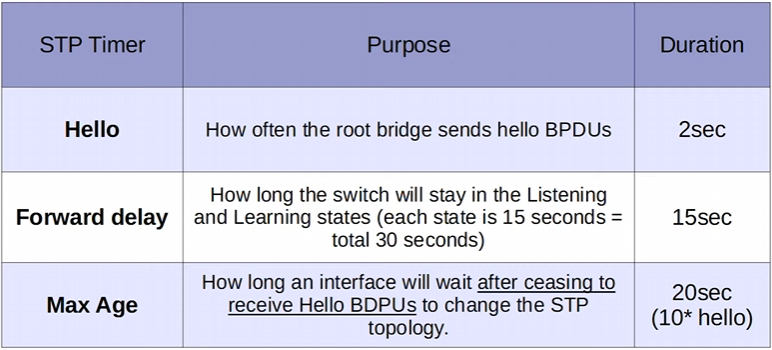 STP Timer
Purpose
Duration
Hello
How often the root bridge sends hello BPDUs
2sec
Forward delay
How long the switch will stay in the Listening
and Learning states (each state is 15 seconds =
total 30 seconds)
15sec
Max Age
How long an interface will wait after ceasing to
receive Hello BDPUs to change the STP
topology.
20sec
(10* hello)